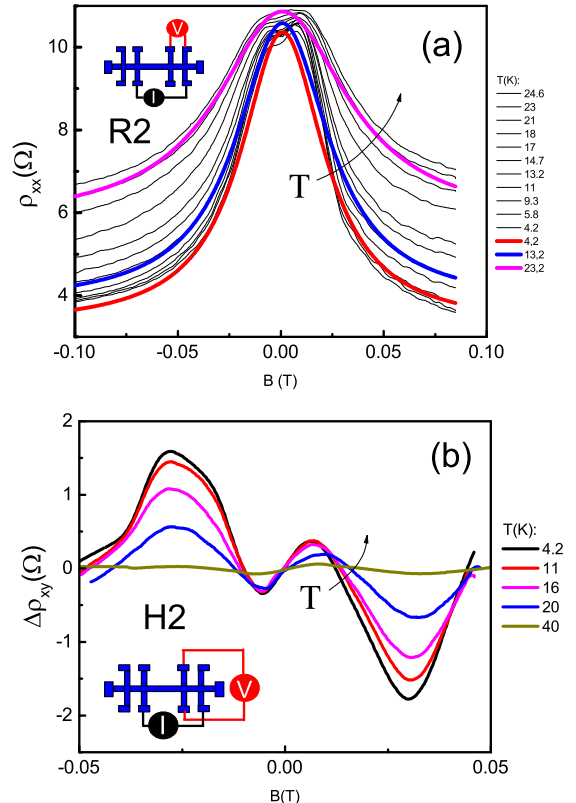 (a)
V
I
R2
T
T(K):
24.6
23
21
18
17
14.7
13.2
11
9.3
5.8
4.2
4,2
13,2
23,2
ρxx(Ω)
10
8
6
4
-0.10
-0.05
0.00
0.05
0.10
B (T)
(b)
2
1
0
-1
-2
Δρxy(Ω)
T(K):
4.2
11
16
20
40
T
H2
V
I
-0.05
0.00
0.05
B(T)